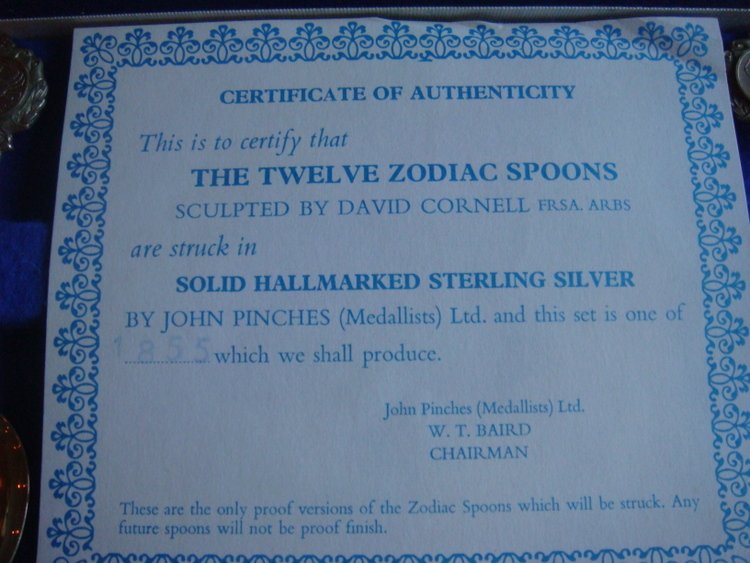 CERTIFICATE OF AUTHENTICITY
This is to certify that
THE TWELVE ZODIAC SPOONS
SCULPTED BY DAVID CORNELL FRSA. ARBS
are struck in
SOLID HALLMARKED STERLING SILVER
BY JOHN PINCHES (Medallists) Ltd. and this set is one of
1855 which we shall produce.
John Pinches (Medallists) Ltd.
W. T. BAIRD
CHAIRMAN
These are the only proof versions of the Zodiac Spoons which will be struck. Any
future spoons will not be proof finish.